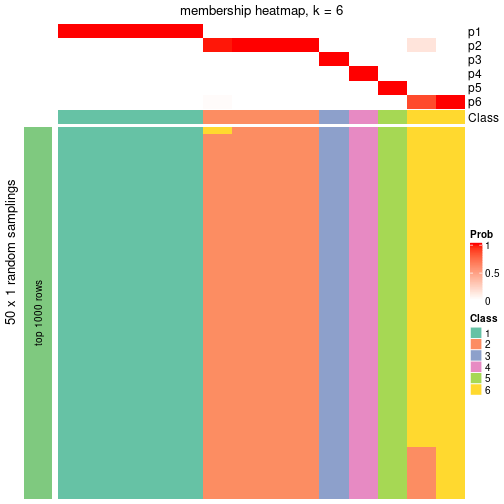 membership heatmap, k = 6
p1
p2
p3
p4
p5
p6
Class
50 x 1 random samplings
top 1000 rows
Prob
1
0.5
0
Class
1
2
3
4
5
6